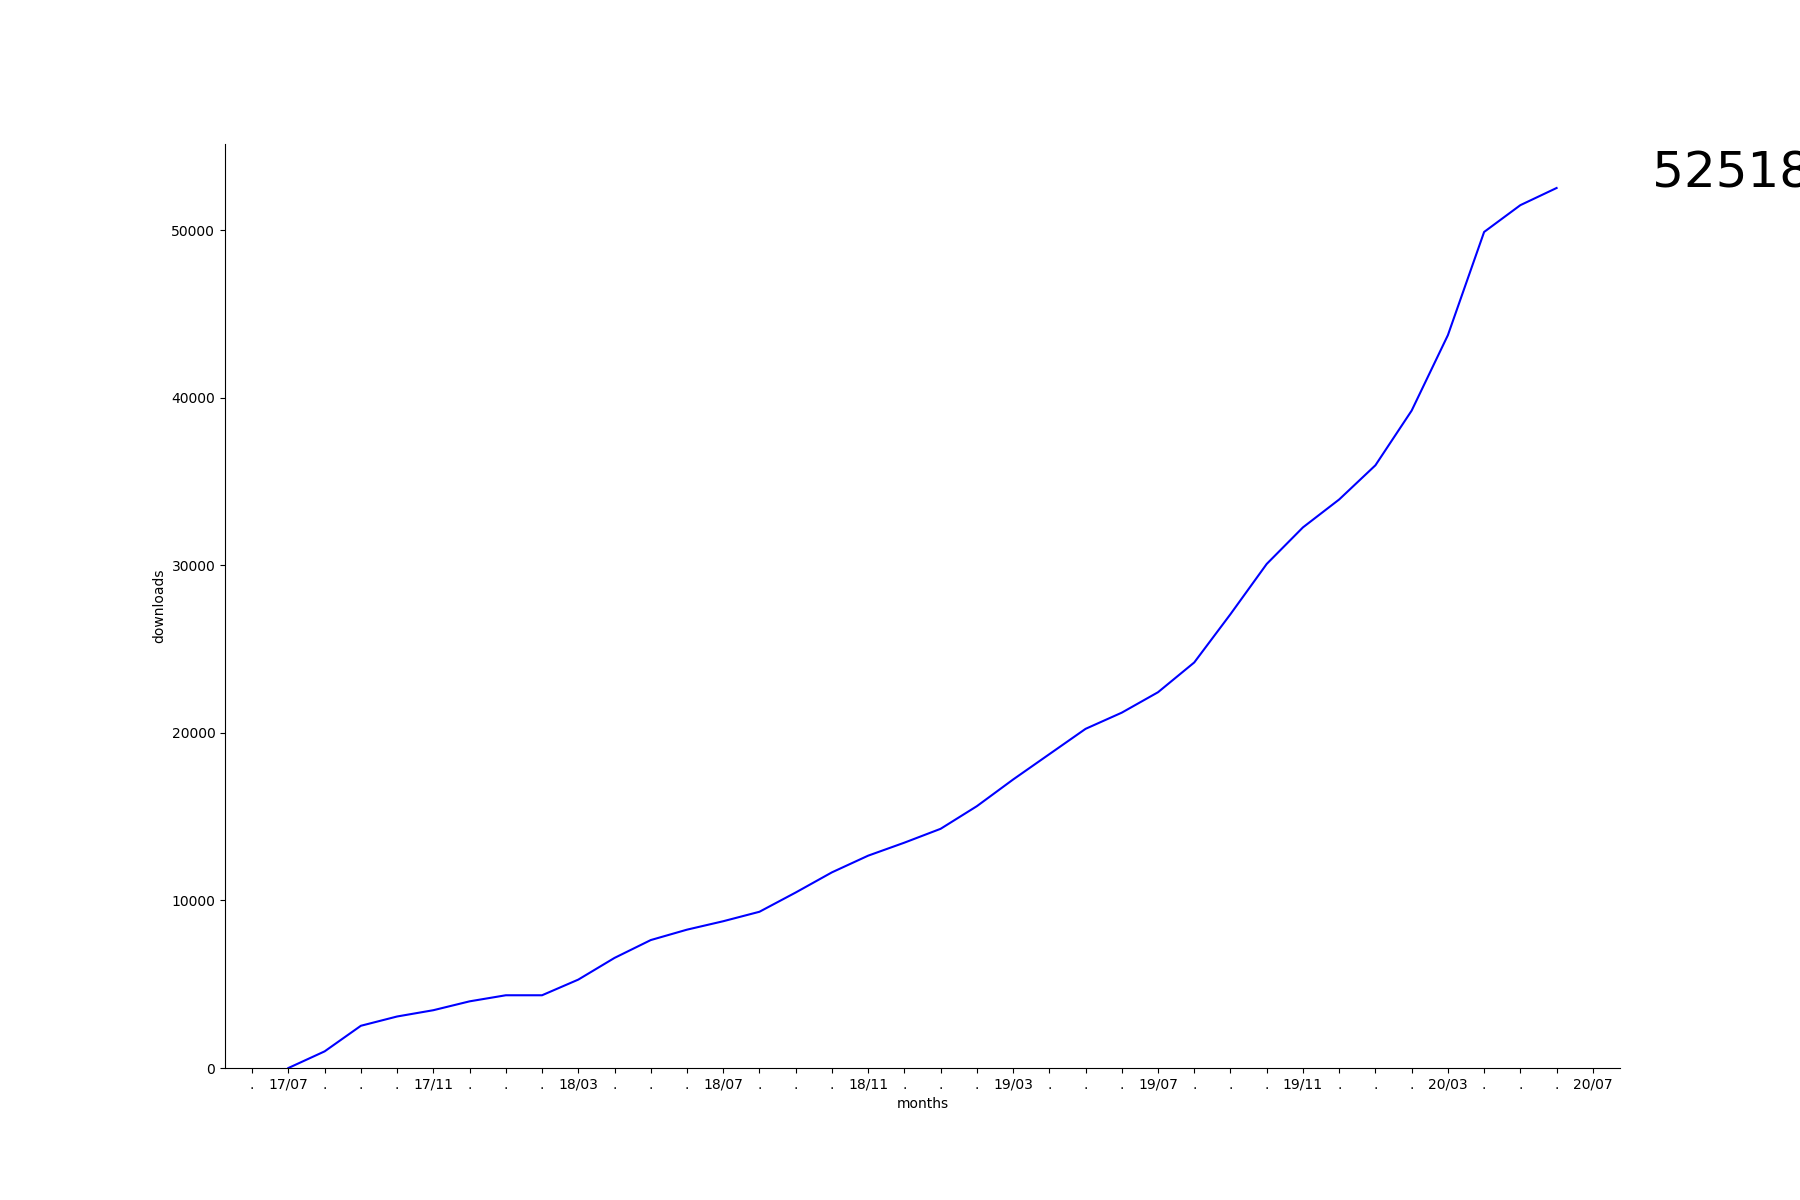 52518
50000
40000
30000
20000
10000
0
downloads
. 17/07 . . . 17/11 . . . 18/03 . . . 18/07 . . . 18/11 . . . 19/03 . . . 19/07 . . . 19/11 . . . 20/03 . . . 20/07
months